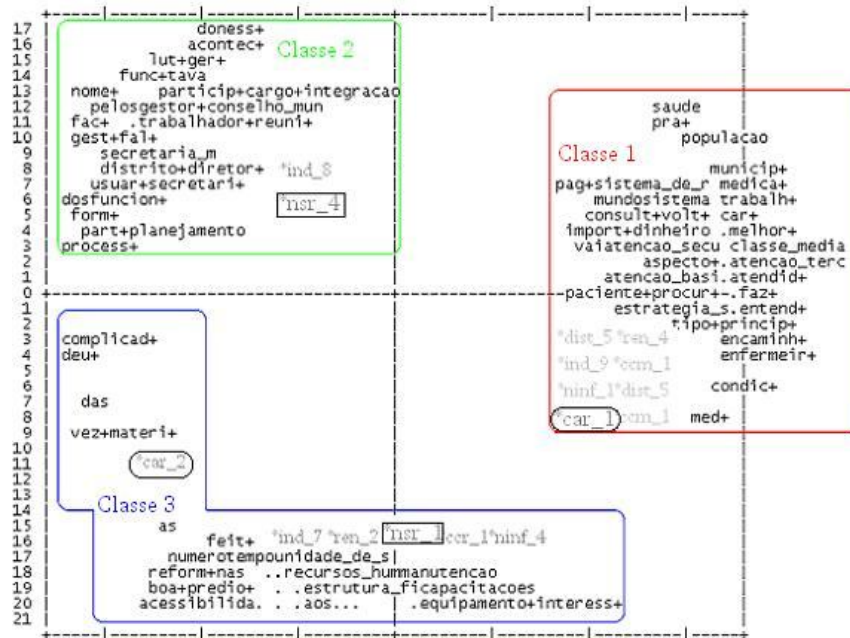 17 doness+
16 acontec+ Classe 2
15 lut+ger+
14 func+tava
13 nome+ particip+cargo+integracao
12 pelosgestor+conselho_mun saude
11 fac+ .trabalhador+reuni+ pra+
10 gest+fal+ populacao
9 secretaria_m Classe 1
8 distrito+diretor+ *ind_8 municip+
7 usuar+secretari+ pag+sistema_de_r medica+
6 dosfuncion+ *nsr_4 mundosistema trabalh+
5 form+ consult+volt+ car+
4 part+planejamento import+dinheiro .melhor+
3 process+ vaiatencao_secu classe_media
2 aspecto+.atencao_terc
1 atencao_basi.atendid+
0 paciente+procur+-.faz+
1 estrategia_s.entend+
2 tipo+princip+
3 complicad+ *dist_5 *ren_4 encaminh+
4 deu+ enfermeir+
5 *ind_9 *ccm_1
6 *ninf_1*dist_5 condic+
7 das
8 *car_1 ccm_1 med+
9 vez+materi+
10
11 *car_2
12
13
14 Classe 3
15 as
16 feit+ *ind_7 *ren_2 *nsr_1 ccr_1*ninf_4
17 numerotempounidade_de_s
18 reform+nas ..recursos_hummanutencao
19 boa+predio+ . .estrutura_ficapacitacoes
20 acessibilida. . .aos... .equipamento+interess+
21